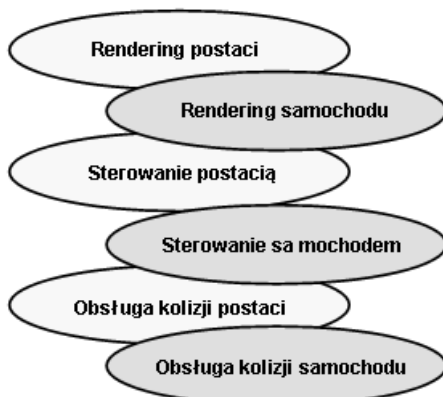 Rendering postaci
Rendering samochodu
Sterowanie postacią
Sterowanie sa mochodem
Obsługa kolizji postaci
Obsługa kolizji samochodu